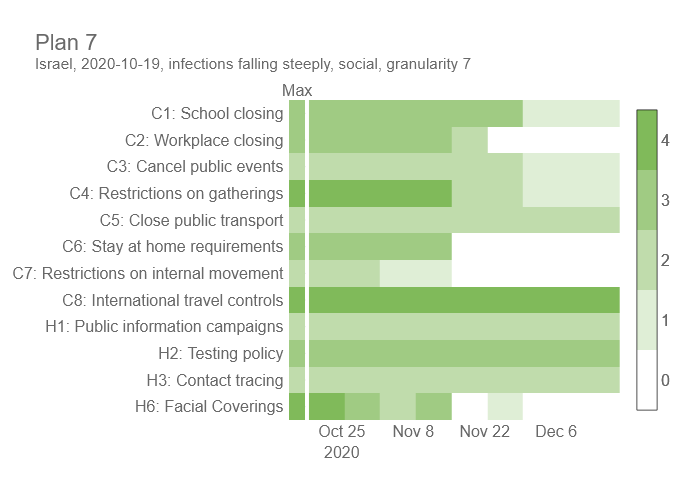 Plan 7
Israel, 2020-10-19, infections falling steeply, social, granularity 7
Max
C1: School closing
C2: Workplace closing
C3: Cancel public events
C4: Restrictions on gatherings
C5: Close public transport
C6: Stay at home requirements
C7: Restrictions on internal movement
C8: International travel controls
H1: Public information campaigns
H2: Testing policy
H3: Contact tracing
H6: Facial Coverings
Oct 25 Nov 8 Nov 22 Dec 6
2020
4
3
2
1
0